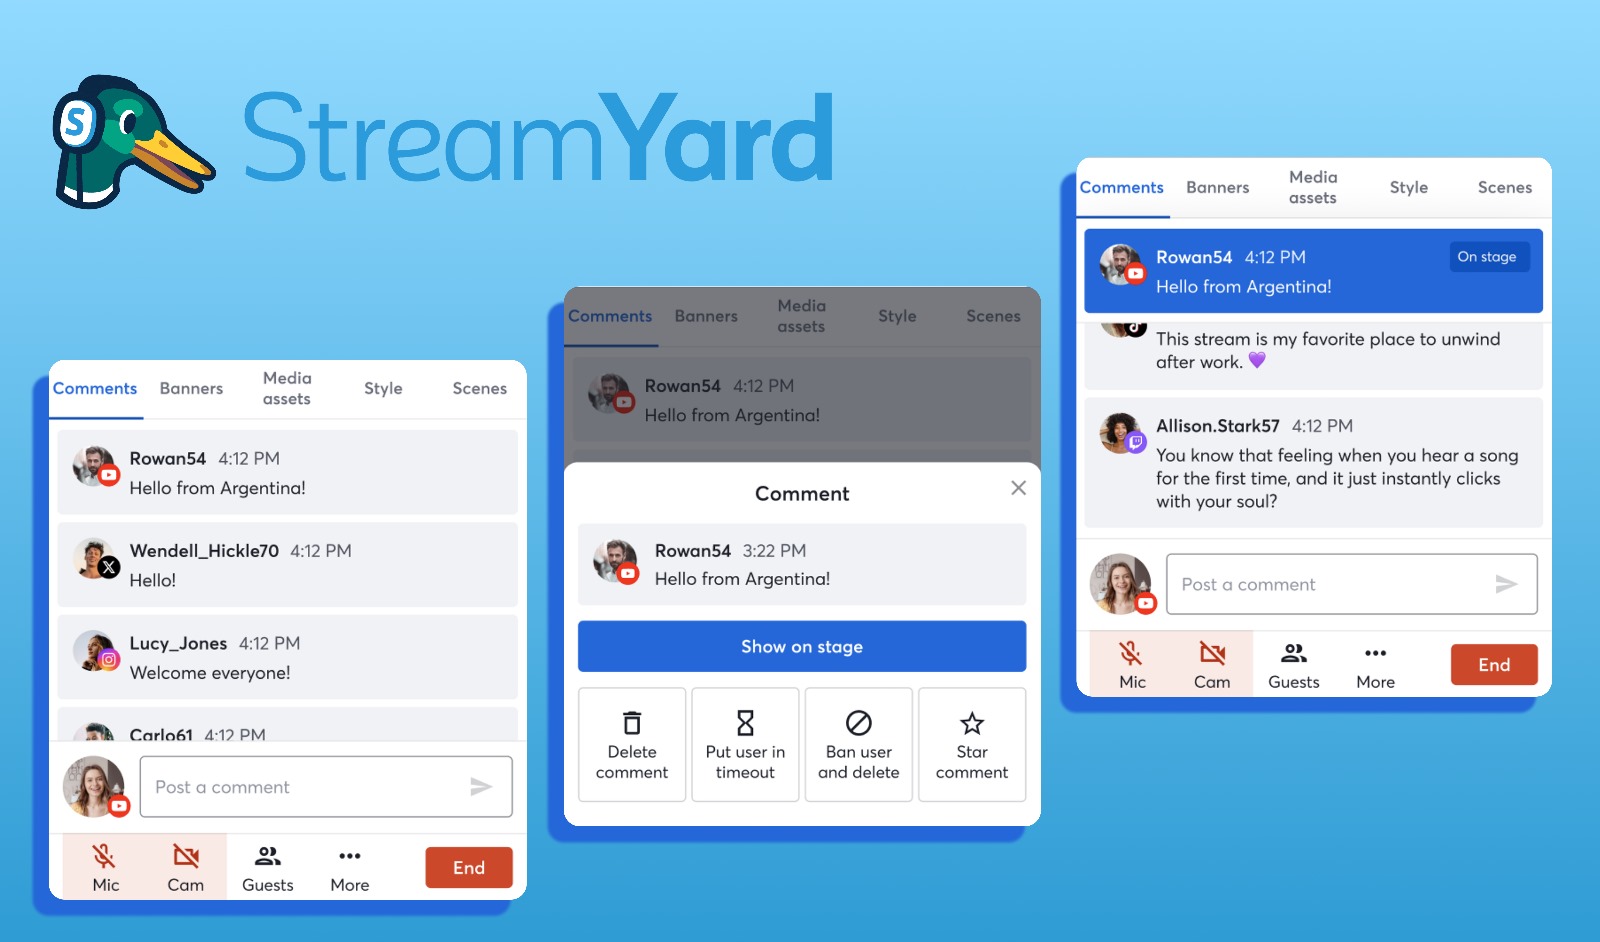 S
StreamYard
Comments Banners Media assets Style Scenes
Rowan54 4:12 PM
Hello from Argentina!
Wendell_Hickle70 4:12 PM
Hello!
Lucy_Jones 4:12 PM
Welcome everyone!
Carlo61 4:12 PM
Post a comment
Mic Cam Guests More End
Comments Banners Media assets Style Scenes
Rowan54 4:12 PM
Hello from Argentina!
Comment
Rowan54 3:22 PM
Hello from Argentina!
Show on stage
Delete comment
Put user in timeout
Ban user and delete
Star comment
Comments Banners Media assets Style Scenes
Rowan54 4:12 PM On stage
Hello from Argentina!
This stream is my favorite place to unwind
after work. 💜
Allison.Stark57 4:12 PM
You know that feeling when you hear a song
for the first time, and it just instantly clicks
with your soul?
Post a comment
Mic Cam Guests More End